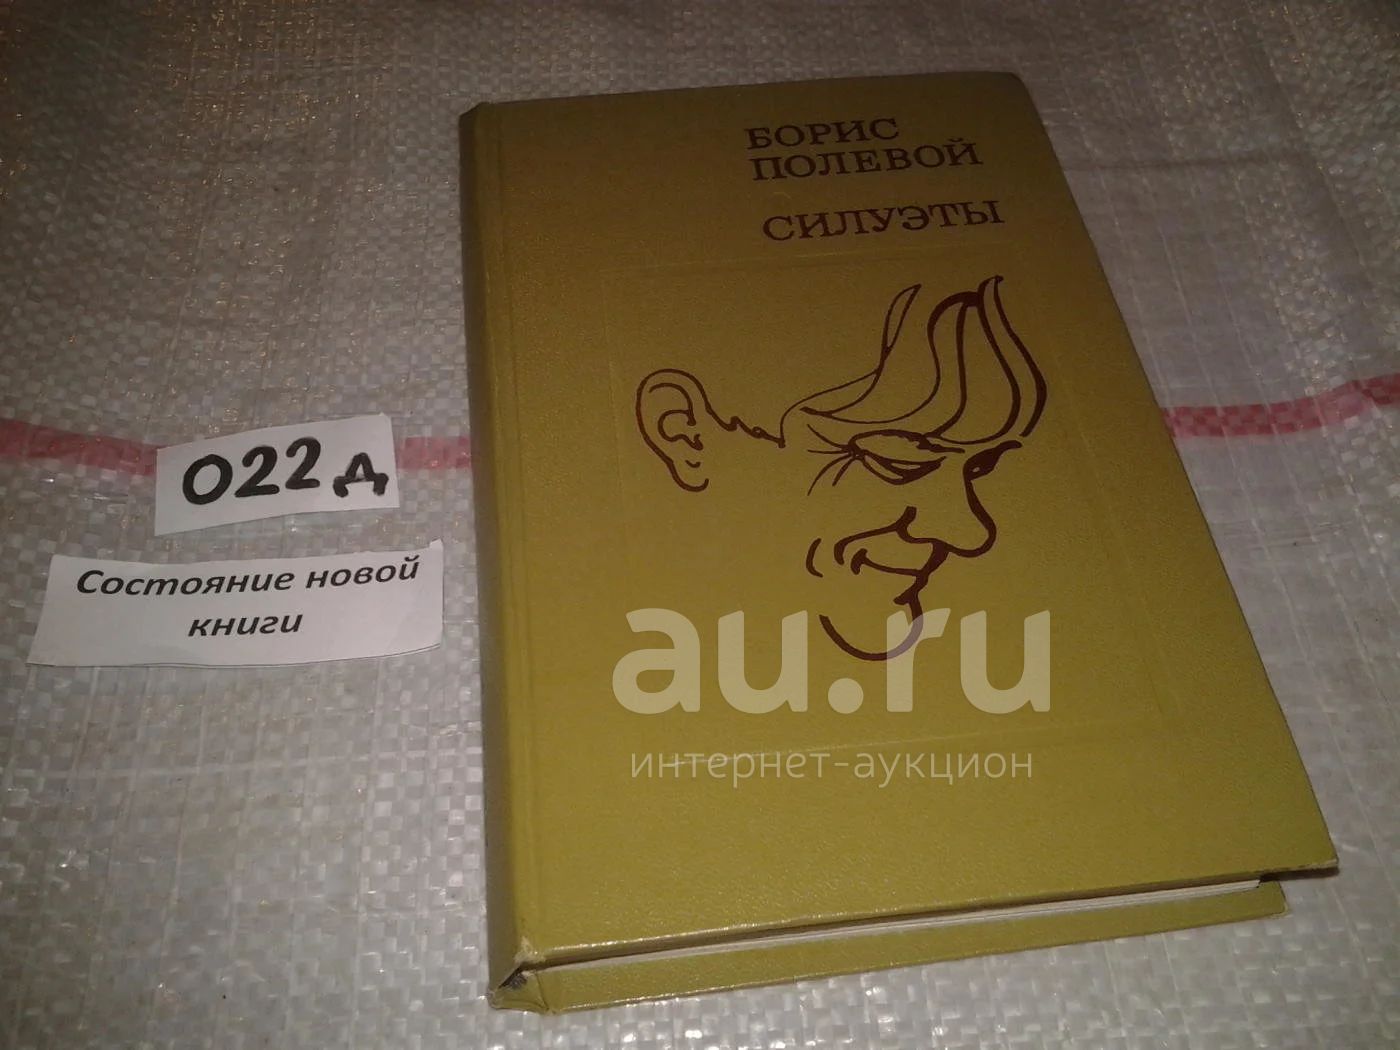 БОРИС
ПОЛЕВОЙ
СИЛУЭТЫ
022д
Состояние новой
книги
au.ru
интернет-аукцион